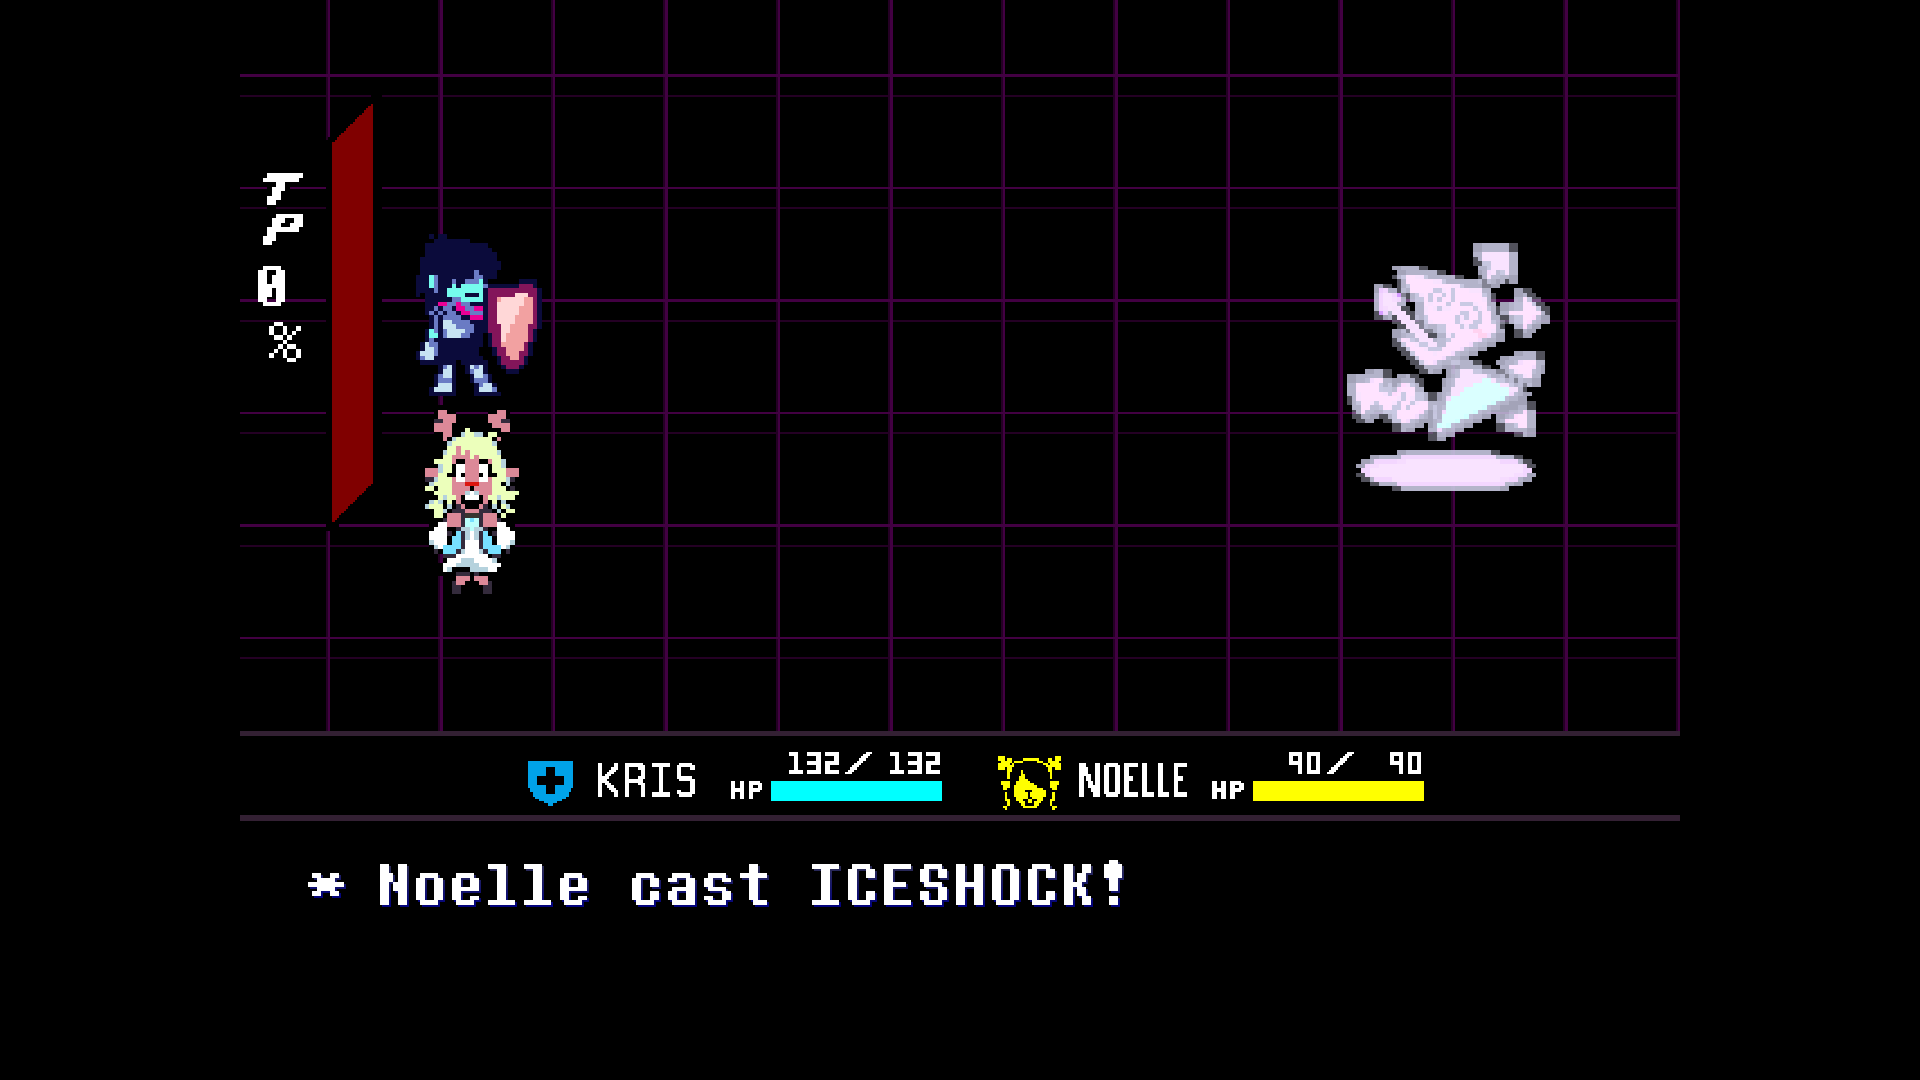 TP
0
%
KRIS HP 132/ 132 NOELLE HP 90/ 90
* Noelle cast ICESHOCK!